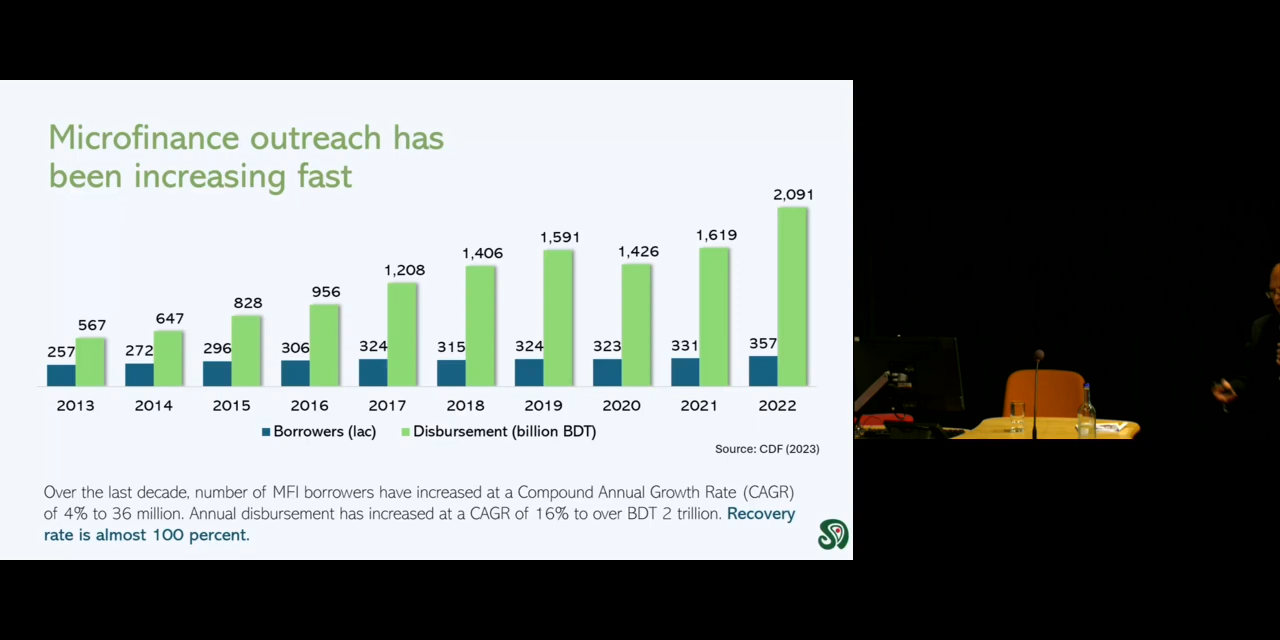 Microfinance outreach has
been increasing fast
2,091
1,591
1,619
1,406
1,426
1,208
956
828
647
567
257 272 296 306 324 315 324 323 331 357
2013 2014 2015 2016 2017 2018 2019 2020 2021 2022
Borrowers (lac) Disbursement (billion BDT)
Source: CDF (2023)
Over the last decade, number of MFI borrowers have increased at a Compound Annual Growth Rate (CAGR)
of 4% to 36 million. Annual disbursement has increased at a CAGR of 16% to over BDT 2 trillion. Recovery
rate is almost 100 percent.